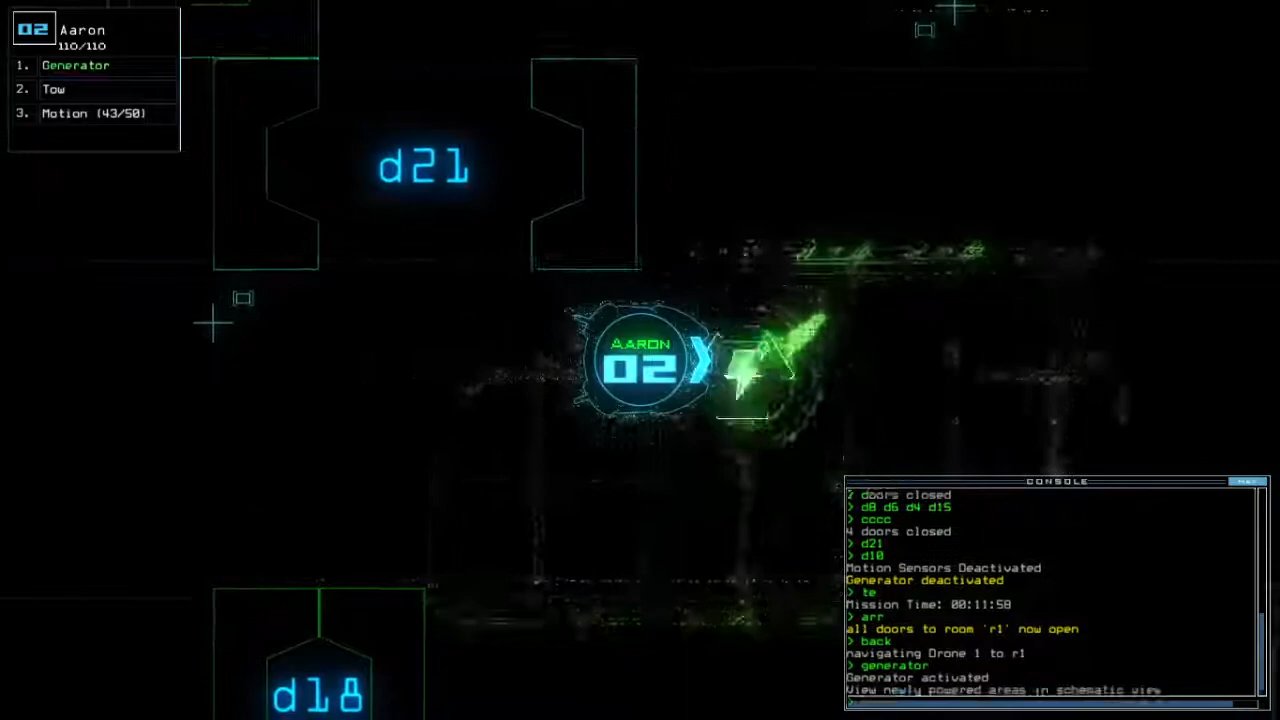 02 Aaron
110/110
1. Generator
2. Tow
3. Motion (43/50)
d21
AARON
02
d18
CONSOLE
doors closed
> d8 d6 d4 d15
> cccc
4 doors closed
> d21
> d10
Motion Sensors Deactivated
Generator deactivated
> te
Mission Time: 00:11:58
> arr
all doors to room 'r1' now open
> back
navigating Drone 1 to r1
> generator
Generator activated
View newly powered areas in schematic view
>